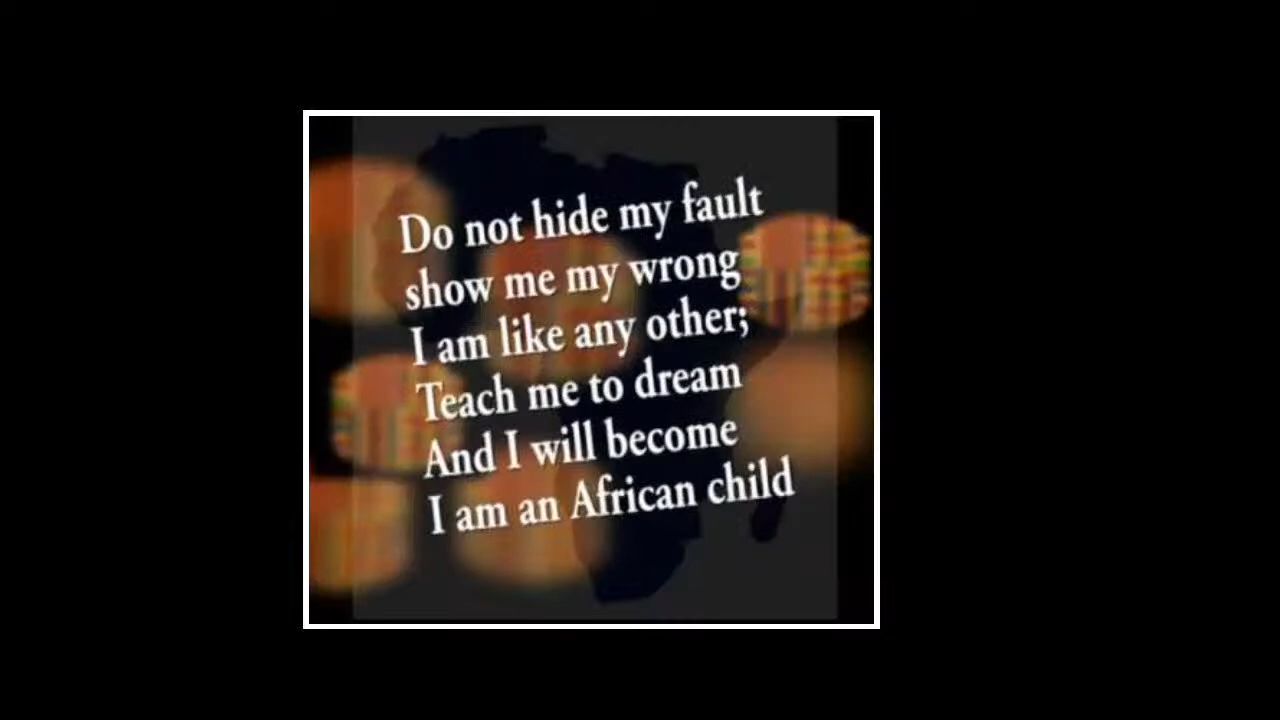 Do not hide my fault
show me my wrong
I am like any other;
Teach me to dream
And I will become
I am an African child